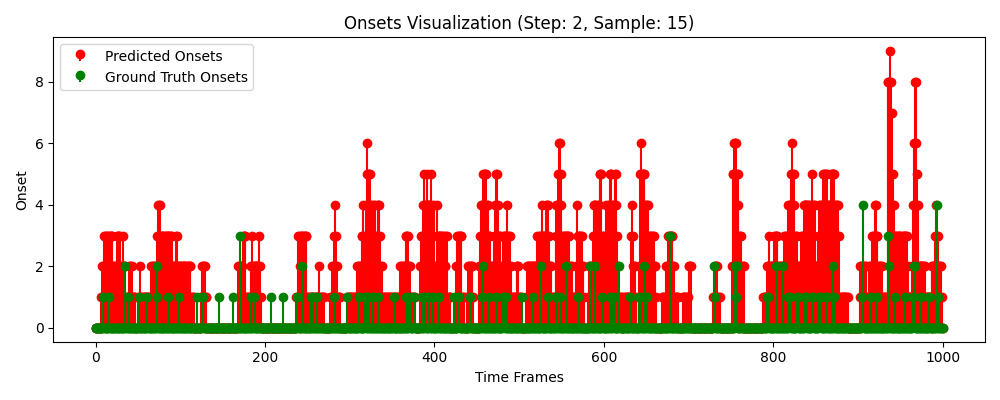 Onsets Visualization (Step: 2, Sample: 15)
Predicted Onsets
Ground Truth Onsets
Onset
8
6
4
2
0
0
200
400
600
800
1000
Time Frames